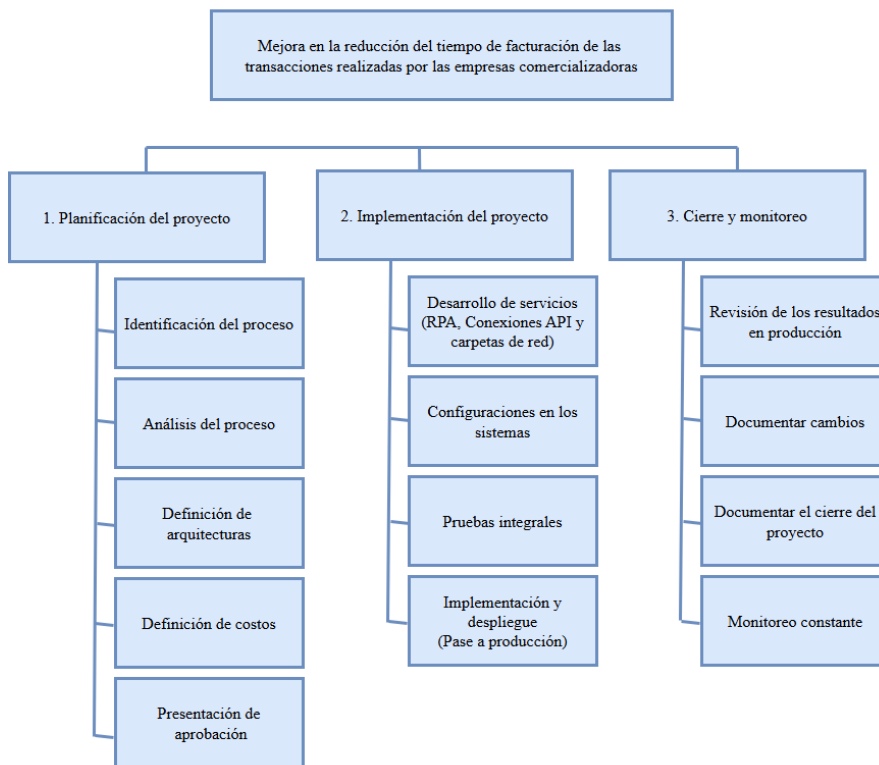 Mejora en la reducción del tiempo de facturación de las
transacciones realizadas por las empresas comercializadoras
1. Planificación del proyecto
2. Implementación del proyecto
3. Cierre y monitoreo
Identificación del proceso
Análisis del proceso
Definición de
arquitecturas
Definición de costos
Presentación de
aprobación
Desarrollo de servicios
(RPA, Conexiones API y
carpetas de red)
Configuraciones en los
sistemas
Pruebas integrales
Implementación y
despliegue
(Pase a producción)
Revisión de los resultados
en producción
Documentar cambios
Documentar el cierre del
proyecto
Monitoreo constante